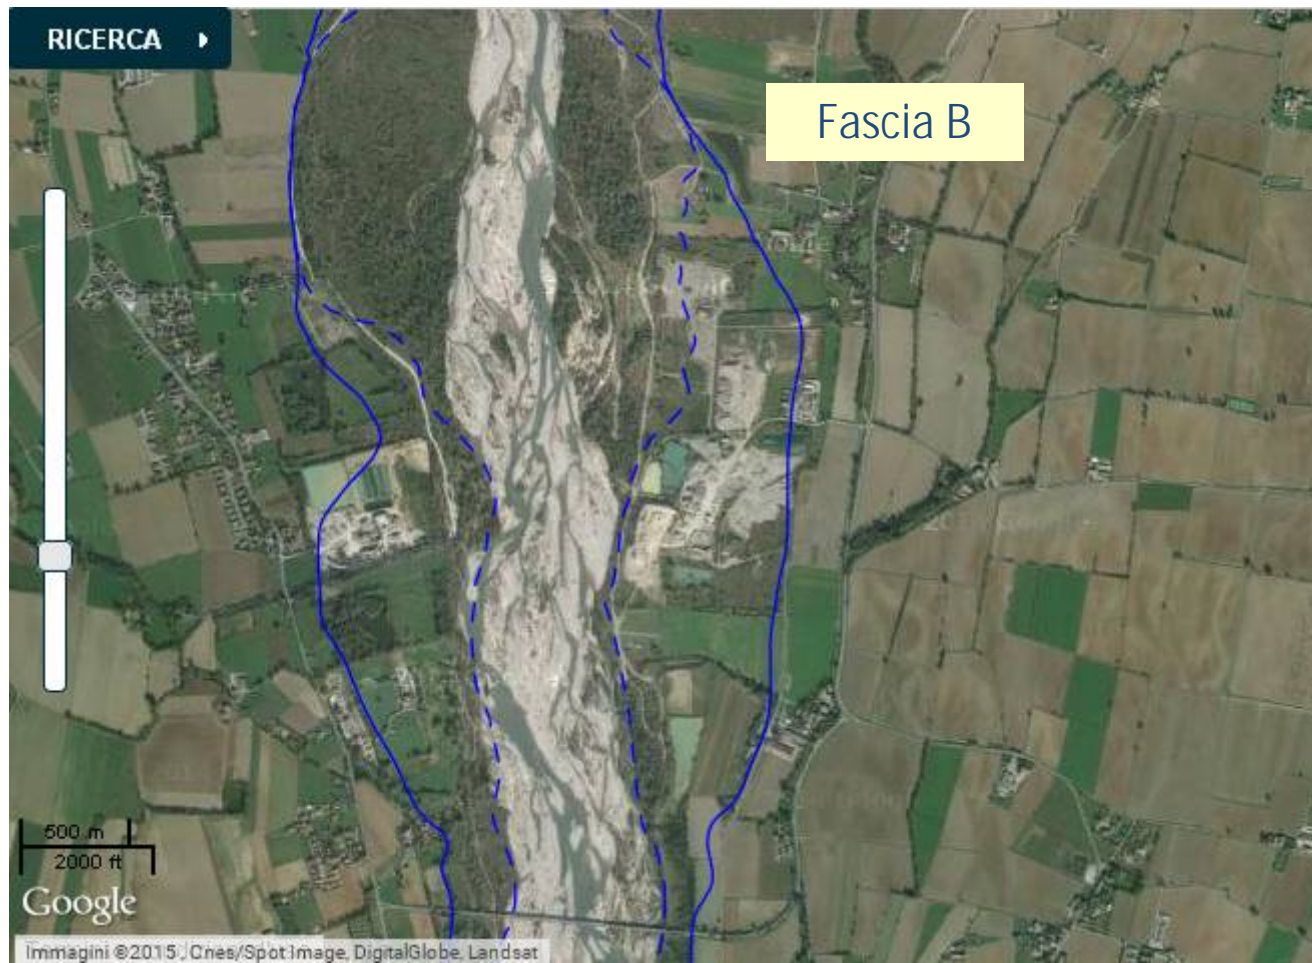 RICERCA
Fascia B
500 m
2000 ft
Google
Immagini ©2015 , Cnes/Spot Image, DigitalGlobe, Landsat